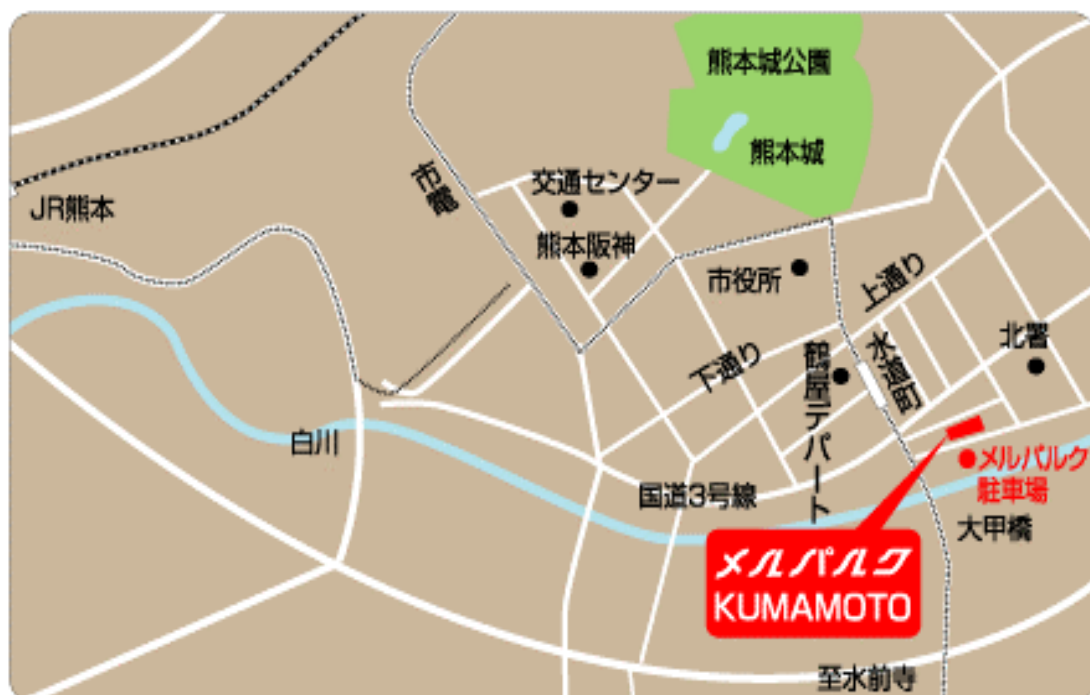 熊本城公園
熊本城
JR熊本
市電
交通センター
熊本阪神
市役所
上通り
下通り
鶴屋デパート
水道町
北署
白川
国道3号線
メルパルク
駐車場
大甲橋
メルパルク
KUMAMOTO
至水前寺